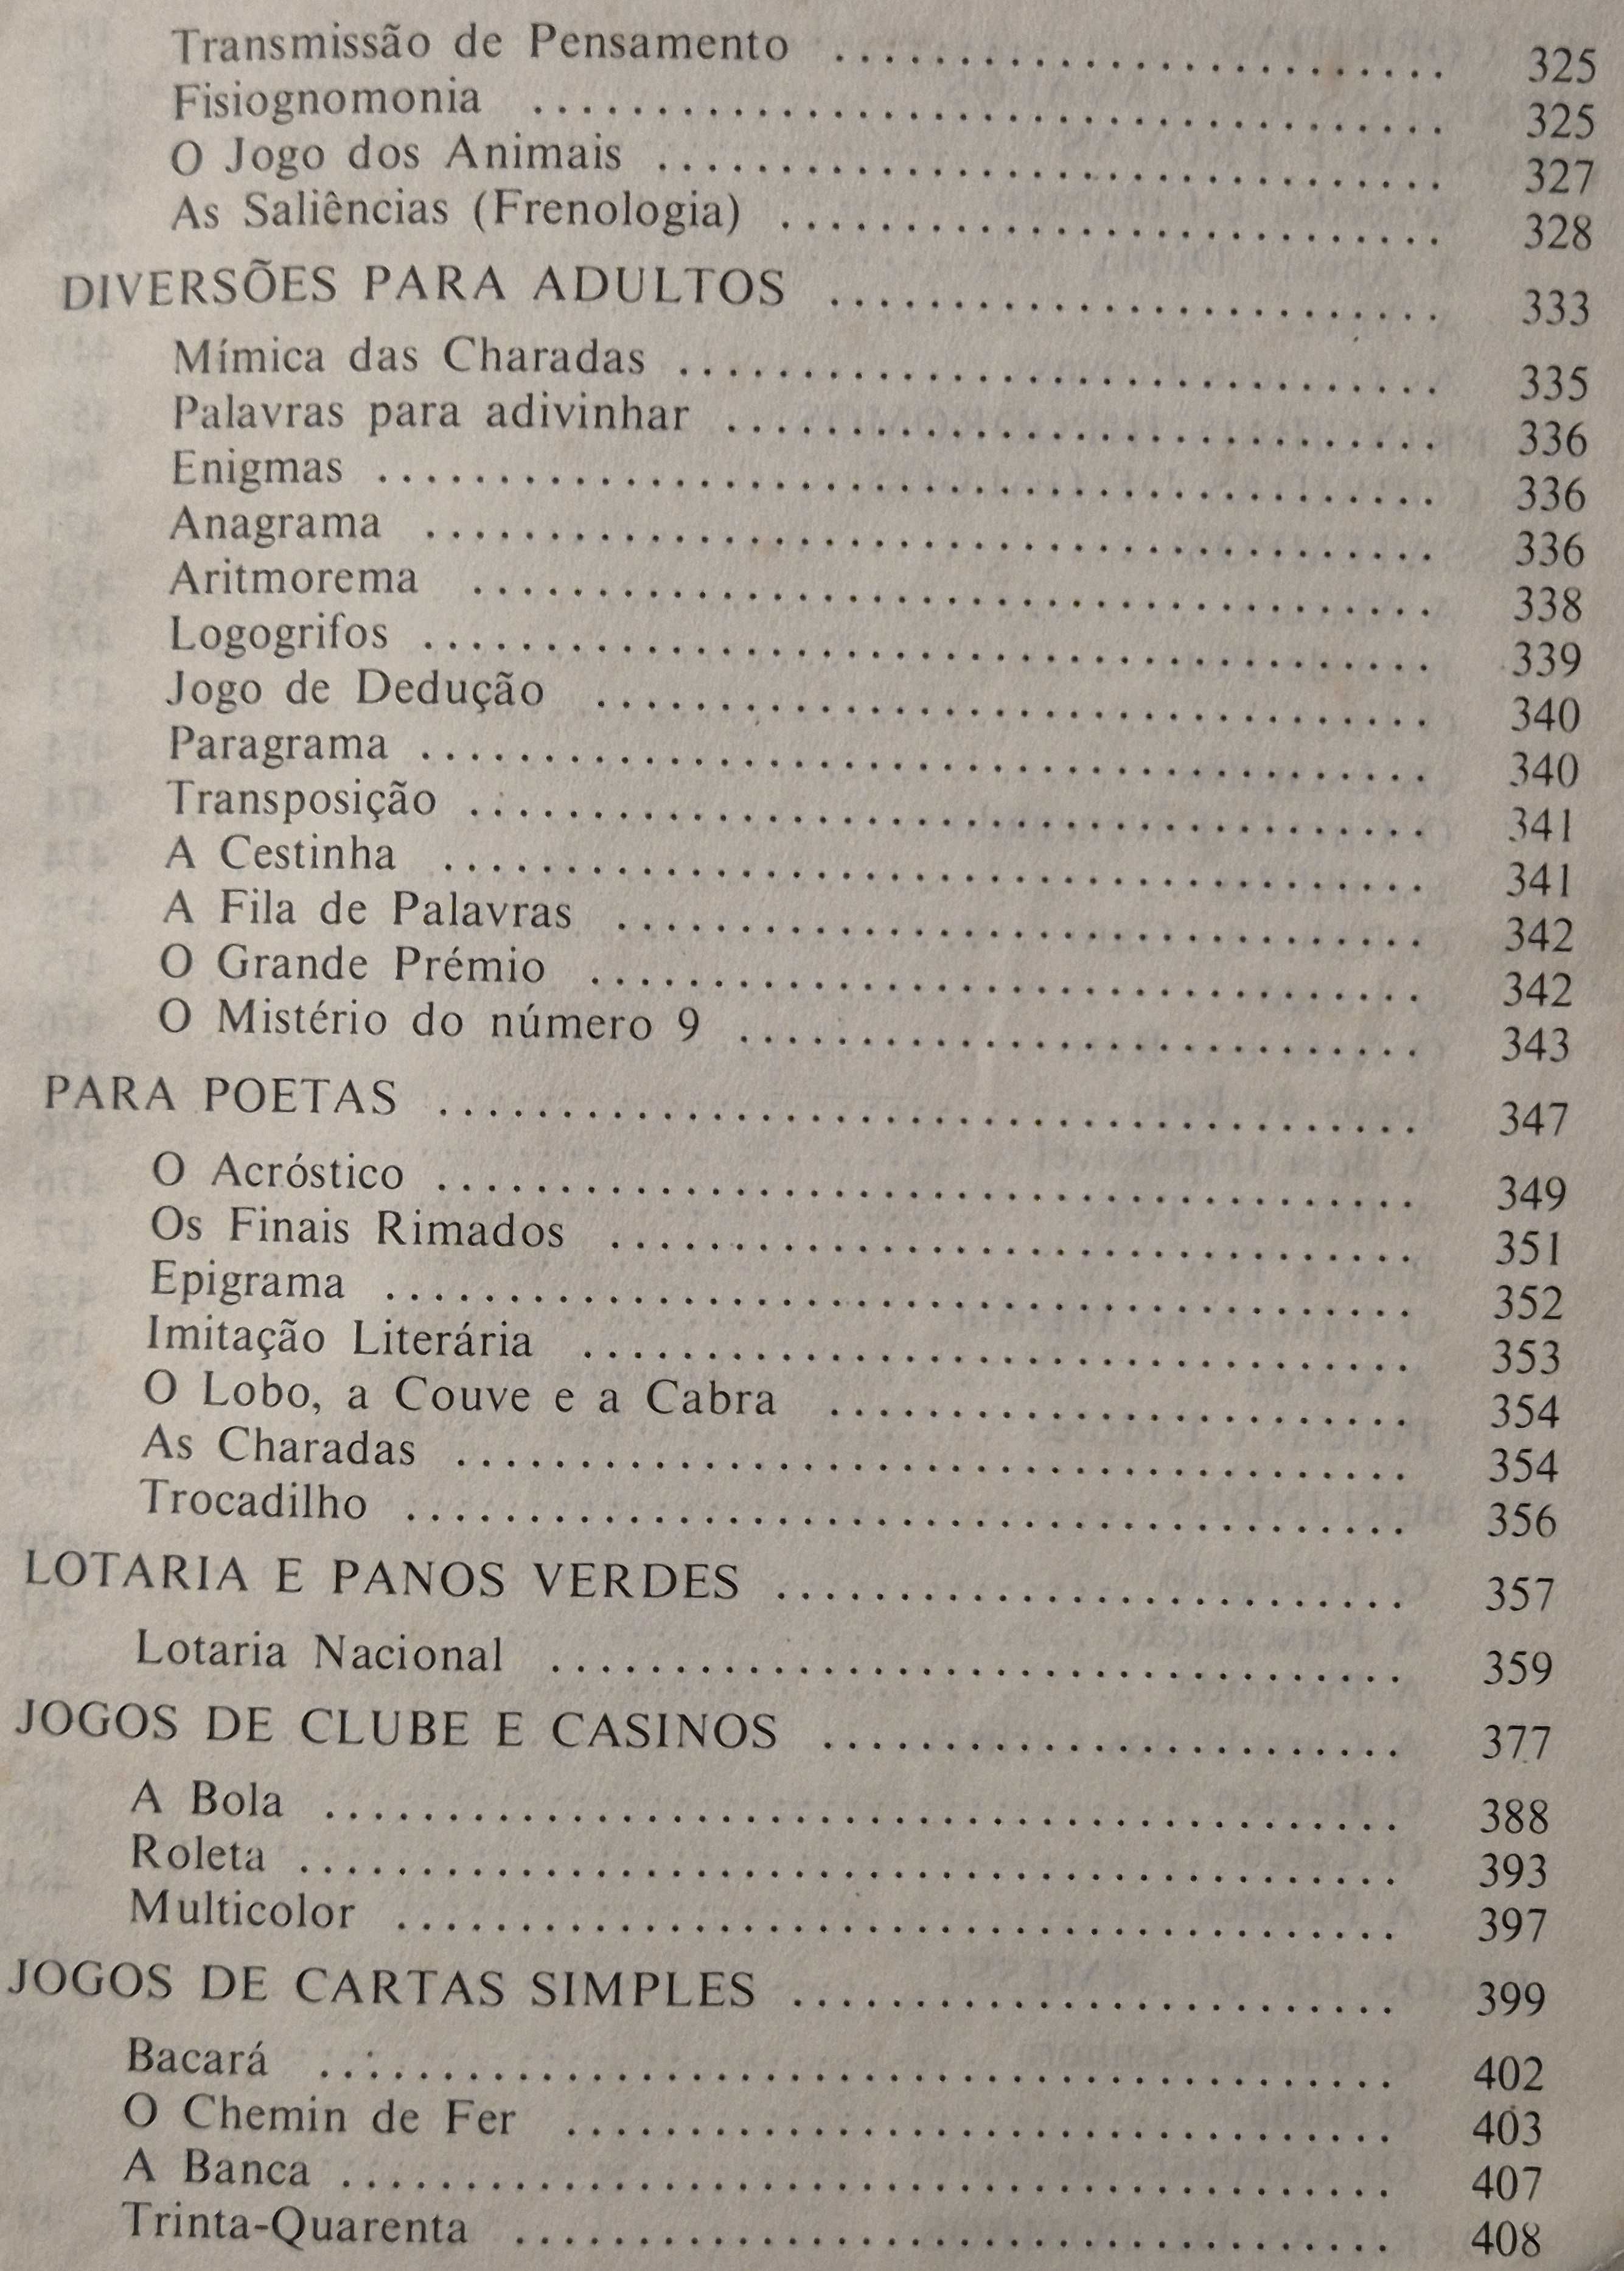 Transmissão de Pensamento ......................... 325
Fisiognomonia ..................................... 325
O Jogo dos Animais ................................ 327
As Saliências (Frenologia) ........................... 328
DIVERSÕES PARA ADULTOS ......................... 333
Mímica das Charadas ............................... 335
Palavras para adivinhar ............................. 336
Enigmas ........................................... 336
Anagrama ......................................... 336
Aritmorema ....................................... 338
Logogrifos ......................................... 339
Jogo de Dedução .................................. 340
Paragrama ......................................... 340
Transposição ....................................... 341
A Cestinha ........................................ 341
A Fila de Palavras ................................. 342
O Grande Prémio .................................. 342
O Mistério do número 9 ............................ 343
PARA POETAS ........................................ 347
O Acróstico ........................................ 349
Os Finais Rimados ................................. 351
Epigrama .......................................... 352
Imitação Literária .................................. 353
O Lobo, a Couve e a Cabra ........................ 354
As Charadas ....................................... 354
Trocadilho ......................................... 356
LOTARIA E PANOS VERDES .......................... 357
Lotaria Nacional ................................... 359
JOGOS DE CLUBE E CASINOS ........................ 377
A Bola ............................................ 388
Roleta ............................................. 393
Multicolor ......................................... 397
JOGOS DE CARTAS SIMPLES ......................... 399
Bacará ............................................ 402
O Chemin de Fer .................................. 403
A Banca ........................................... 407
Trinta-Quarenta .................................... 408